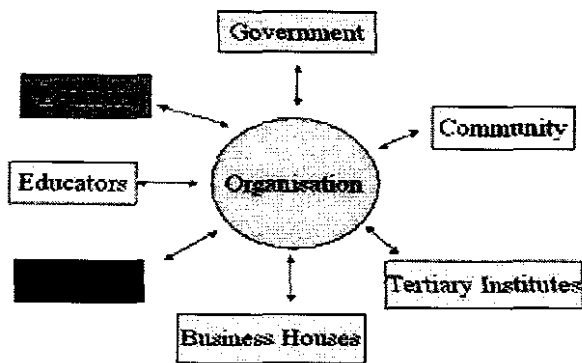 Government
Community
Educators
Organisation
Tertiary Institutes
Business Houses